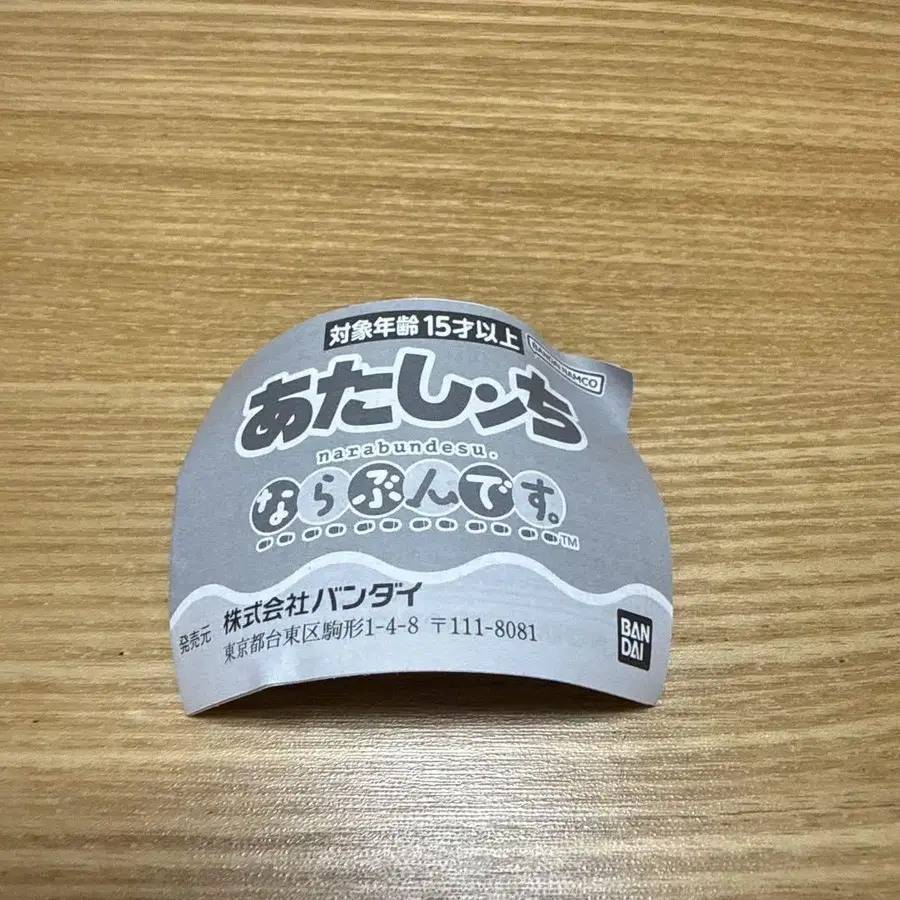 対象年齢15才以上
BANDAI NAMCO
あたしンち
narabundesu.
ならぶんです。
TM
発売元 株式会社バンダイ
東京都台東区駒形1-4-8 〒111-8081
BAN
DAI